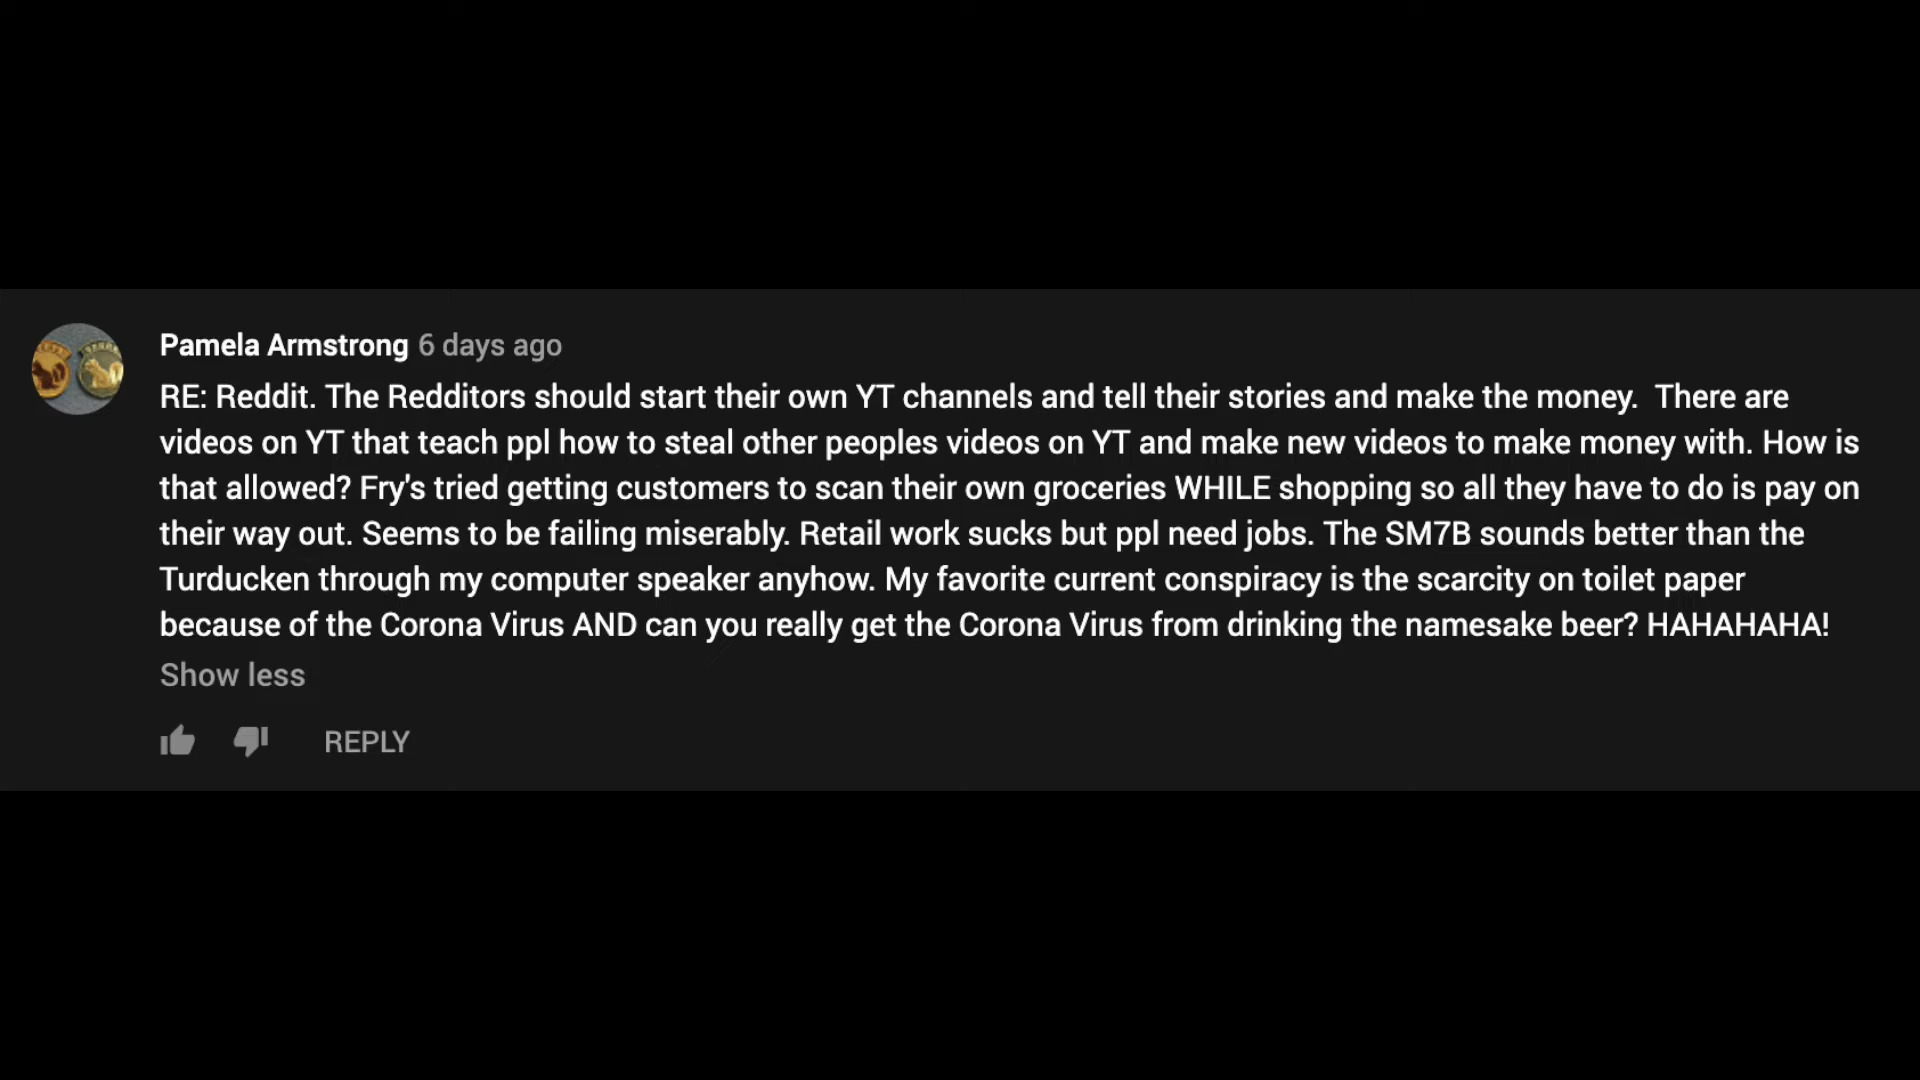 Pamela Armstrong 6 days ago
RE: Reddit. The Redditors should start their own YT channels and tell their stories and make the money.  There are
videos on YT that teach ppl how to steal other peoples videos on YT and make new videos to make money with. How is
that allowed? Fry's tried getting customers to scan their own groceries WHILE shopping so all they have to do is pay on
their way out. Seems to be failing miserably. Retail work sucks but ppl need jobs. The SM7B sounds better than the
Turducken through my computer speaker anyhow. My favorite current conspiracy is the scarcity on toilet paper
because of the Corona Virus AND can you really get the Corona Virus from drinking the namesake beer? HAHAHAHA!
Show less
REPLY